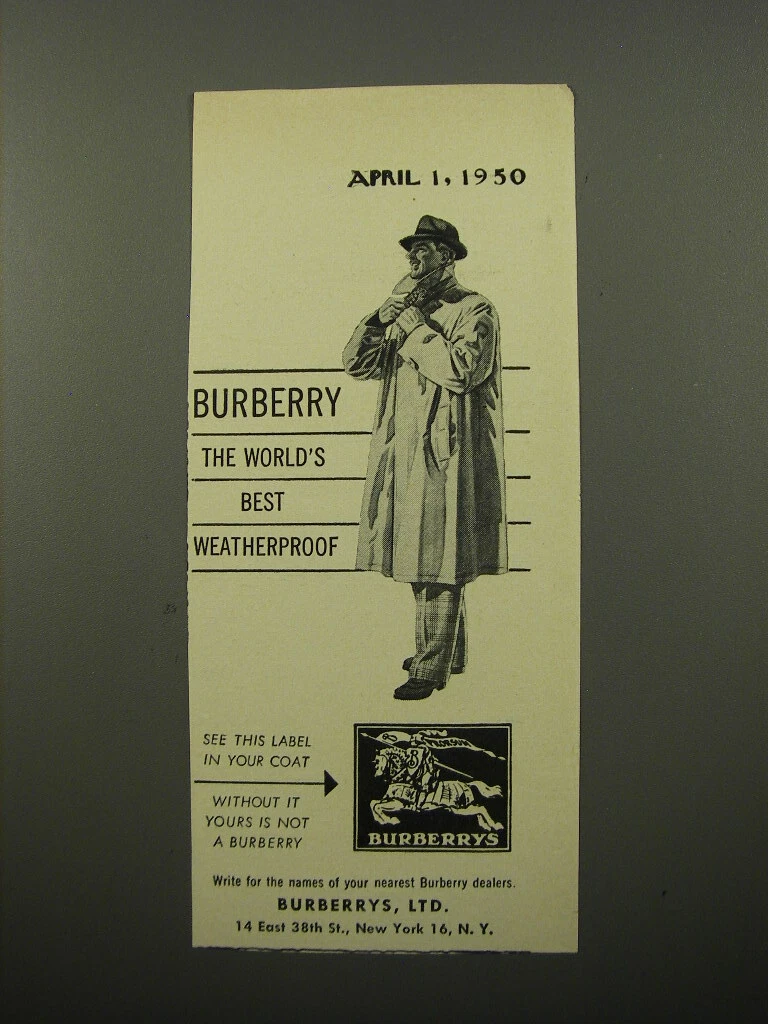 APRIL 1, 1950
BURBERRY
THE WORLD'S
BEST
WEATHERPROOF
SEE THIS LABEL
IN YOUR COAT
WITHOUT IT
YOURS IS NOT
A BURBERRY
PRORSUM
BURBERRYS
Write for the names of your nearest Burberry dealers.
BURBERRYS, LTD.
14 East 38th St., New York 16, N. Y.